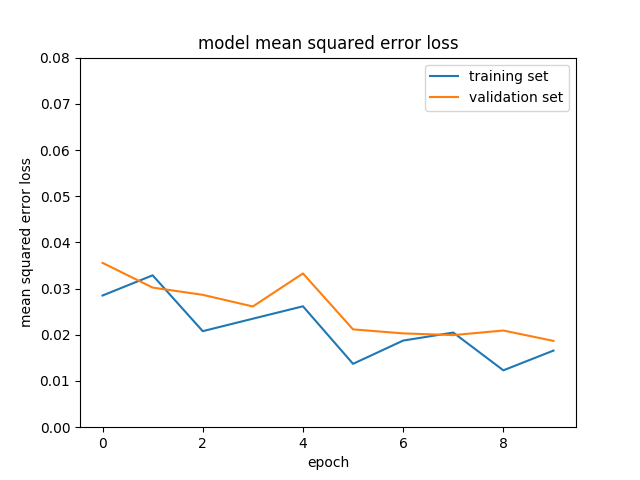 model mean squared error loss
training set
validation set
0.08
0.07
0.06
0.05
0.04
0.03
0.02
0.01
0.00
mean squared error loss
0 2 4 6 8
epoch